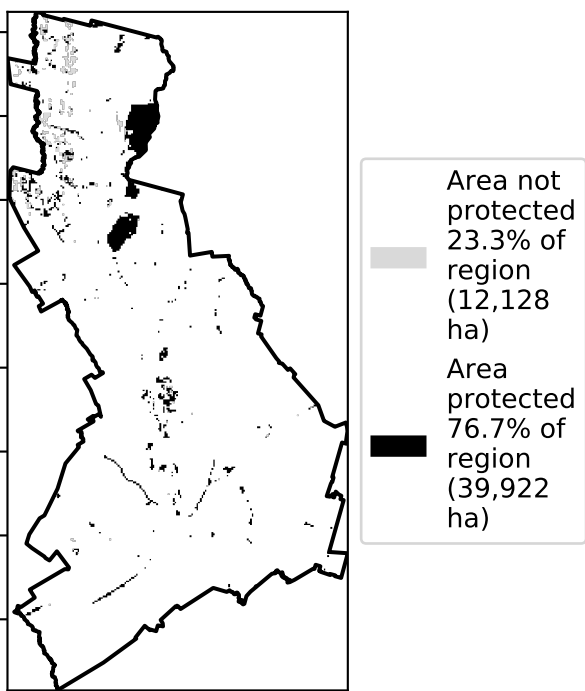 Area not
protected
23.3% of
region
(12,128
ha)
Area
protected
76.7% of
region
(39,922
ha)